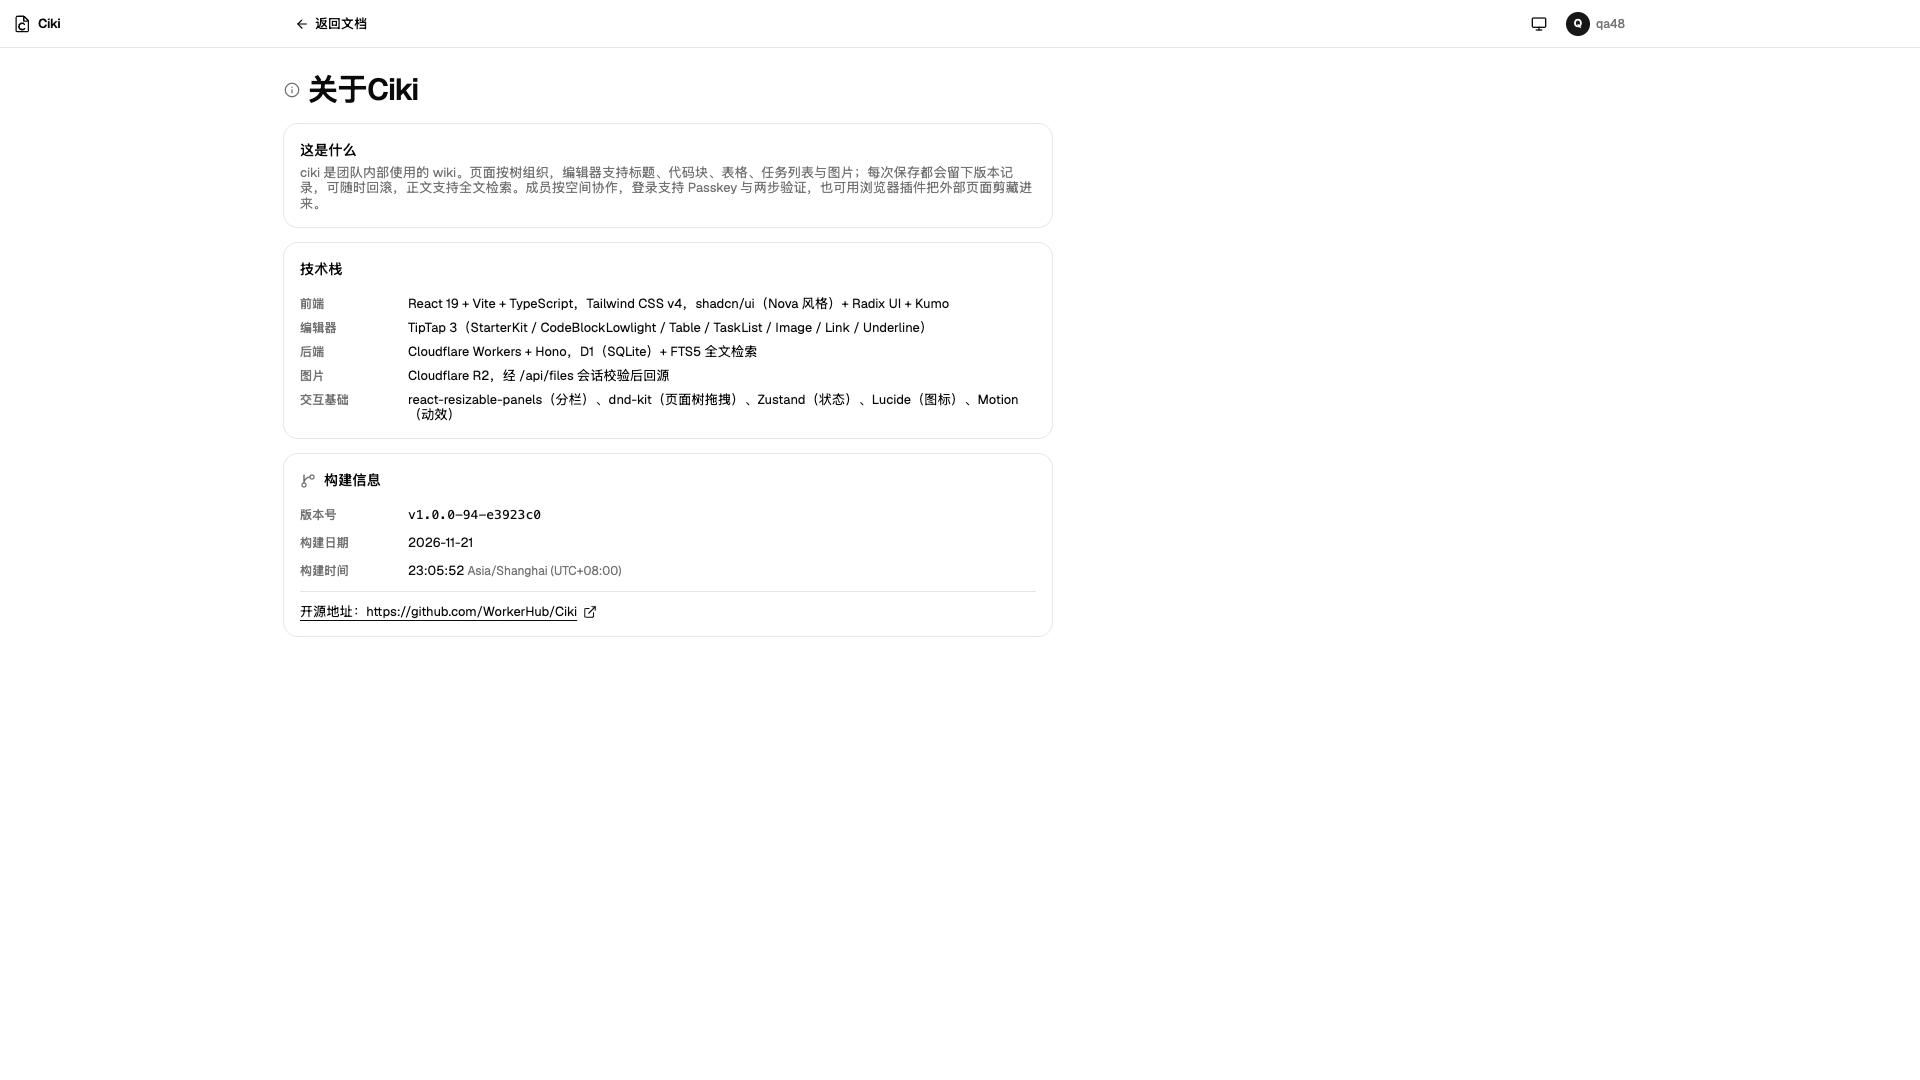 Ciki
返回文档
Q qa48
关于Ciki
这是什么
ciki 是团队内部使用的 wiki。页面按树组织，编辑器支持标题、代码块、表格、任务列表与图片；每次保存都会留下版本记
录，可随时回滚，正文支持全文检索。成员按空间协作，登录支持 Passkey 与两步验证，也可用浏览器插件把外部页面剪藏进
来。
技术栈
前端 React 19 + Vite + TypeScript，Tailwind CSS v4，shadcn/ui（Nova 风格）+ Radix UI + Kumo
编辑器 TipTap 3（StarterKit / CodeBlockLowlight / Table / TaskList / Image / Link / Underline）
后端 Cloudflare Workers + Hono，D1（SQLite）+ FTS5 全文检索
图片 Cloudflare R2，经 /api/files 会话校验后回源
交互基础 react-resizable-panels（分栏）、dnd-kit（页面树拖拽）、Zustand（状态）、Lucide（图标）、Motion
（动效）
构建信息
版本号 v1.0.0-94-e3923c0
构建日期 2026-11-21
构建时间 23:05:52 Asia/Shanghai (UTC+08:00)
开源地址：https://github.com/WorkerHub/Ciki